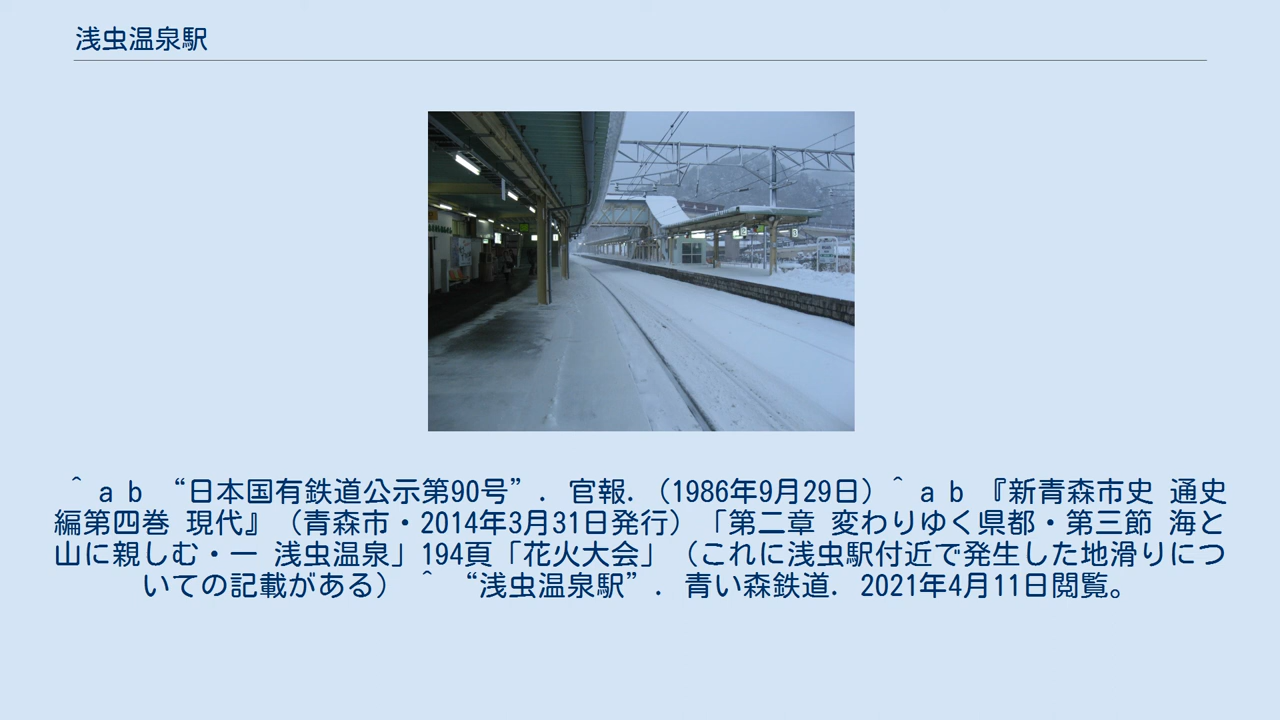 浅虫温泉駅
^ a b “日本国有鉄道公示第90号”. 官報. (1986年9月29日) ^ a b 『新青森市史 通史
編第四巻 現代』（青森市・2014年3月31日発行）「第二章 変わりゆく県都・第三節 海と
山に親しむ・一 浅虫温泉」194頁「花火大会」（これに浅虫駅付近で発生した地滑りにつ
いての記載がある） ^ “浅虫温泉駅”. 青い森鉄道. 2021年4月11日閲覧。